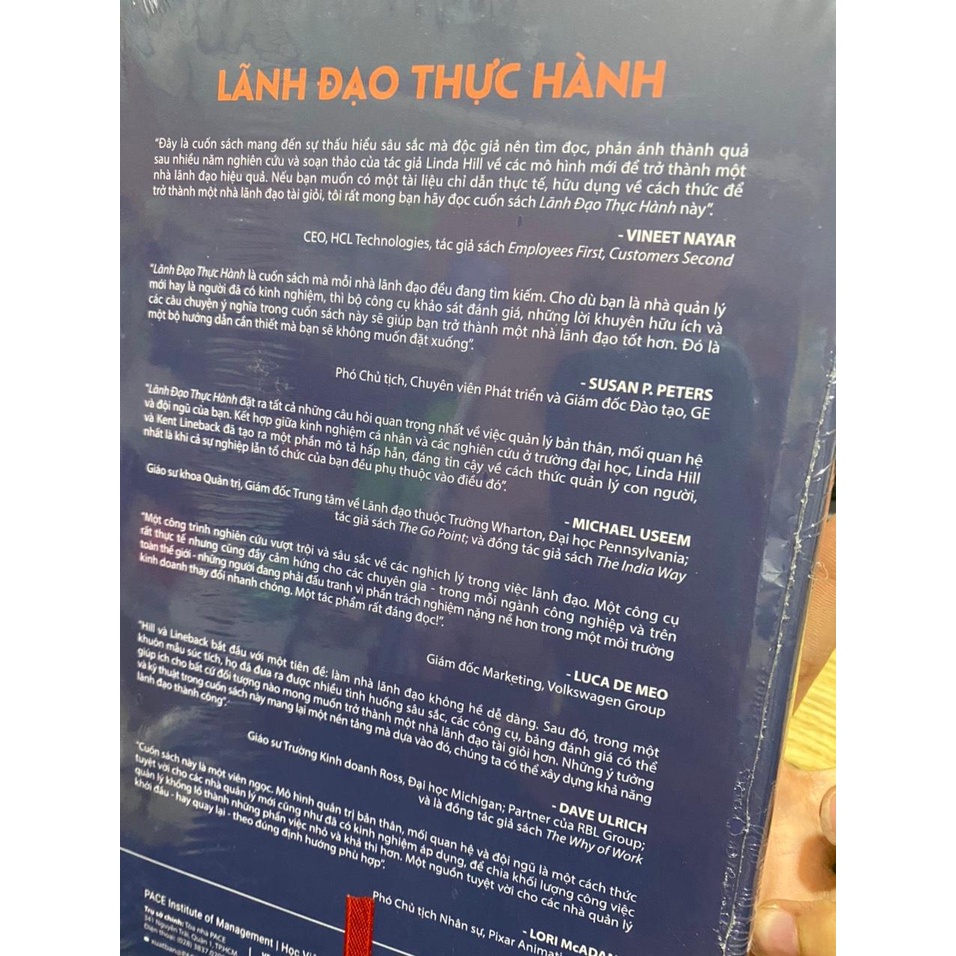 LÃNH ĐẠO THỰC HÀNH
"Đây là cuốn sách mang đến sự thấu hiểu sâu sắc mà độc giả nên tìm đọc, phản ánh thành quả
sau nhiều năm nghiên cứu và soạn thảo của tác giả Linda Hill về các mô hình mới để trở thành một
nhà lãnh đạo hiệu quả. Nếu bạn muốn có một tài liệu chỉ dẫn thực tế, hữu dụng về cách thức để
trở thành một nhà lãnh đạo tài giỏi, tôi rất mong bạn hãy đọc cuốn sách Lãnh Đạo Thực Hành này".
- VINEET NAYAR
CEO, HCL Technologies, tác giả sách Employees First, Customers Second
"Lãnh Đạo Thực Hành là cuốn sách mà mỗi nhà lãnh đạo đều đang tìm kiếm. Cho dù bạn là nhà quản lý
mới hay là người đã có kinh nghiệm, thì bộ công cụ khảo sát đánh giá, những lời khuyên hữu ích và
các câu chuyện ý nghĩa trong cuốn sách này sẽ giúp bạn trở thành một nhà lãnh đạo tốt hơn. Đó là
một bộ hướng dẫn cần thiết mà bạn sẽ không muốn đặt xuống".
- SUSAN P. PETERS
Phó Chủ tịch, Chuyên viên Phát triển và Giám đốc Đào tạo, GE
"Lãnh Đạo Thực Hành đặt ra tất cả những câu hỏi quan trọng nhất về việc quản lý bản thân, mối quan hệ
và đội ngũ của bạn. Kết hợp giữa kinh nghiệm cá nhân và các nghiên cứu ở trường đại học, Linda Hill
và Kent Lineback đã tạo ra một phần mô tả hấp hẫn, đáng tin cậy về cách thức quản lý con người,
nhất là khi cả sự nghiệp lẫn tổ chức của bạn đều phụ thuộc vào điều đó".
- MICHAEL USEEM
Giáo sư khoa Quản trị, Giám đốc Trung tâm về Lãnh đạo thuộc Trường Wharton, Đại học Pennsylvania;
tác giả sách The Go Point; và đồng tác giả sách The India Way
"Một công trình nghiên cứu vượt trội và sâu sắc về các nghịch lý trong việc lãnh đạo. Một công cụ
rất thực tế nhưng cũng đầy cảm hứng cho các chuyên gia - trong mỗi ngành công nghiệp và trên
toàn thế giới - những người đang phải đấu tranh vì phần trách nghiệm nặng nề hơn trong một môi trường
kinh doanh thay đổi nhanh chóng. Một tác phẩm rất đáng đọc!".
- LUCA DE MEO
Giám đốc Marketing, Volkswagen Group
"Hill và Lineback bắt đầu với một tiên đề: làm nhà lãnh đạo không hề dễ dàng. Sau đó, trong một
khuôn mẫu súc tích, họ đã đưa ra được nhiều tình huống sâu sắc, các công cụ, bảng đánh giá có thể
giúp ích cho bất cứ đối tượng nào mong muốn trở thành một nhà lãnh đạo tài giỏi hơn. Những ý tưởng
và kỹ thuật trong cuốn sách này mang lại một nền tảng mà dựa vào đó, chúng ta có thể xây dựng khả năng
lãnh đạo thành công".
- DAVE ULRICH
Giáo sư Trường Kinh doanh Ross, Đại học Michigan; Partner của RBL Group;
và là đồng tác giả sách The Why of Work
"Cuốn sách này là một viên ngọc. Mô hình quản trị bản thân, mối quan hệ và đội ngũ là một cách thức
tuyệt vời cho các nhà quản lý mới cũng như đã có kinh nghiệm áp dụng, để chia khối lượng công việc
quản lý khổng lồ thành những phần việc nhỏ và khả thi hơn. Một nguồn tuyệt vời cho các nhà quản lý
khởi đầu - hay quay lại - theo đúng định hướng phù hợp".
- LORI McADAM
Phó Chủ tịch Nhân sự, Pixar Animati
PACE Institute of Management | Học Vi
Trụ sở chính: Tòa nhà PACE
341 Nguyễn Trãi, Quận 1, TP.HCM
Điện thoại: (028) 3837